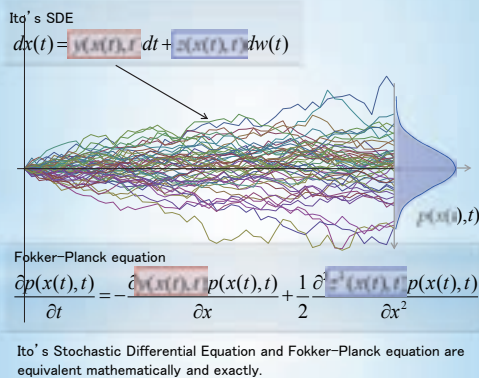 Ito's SDE
dx(t) = y(x(t),t) dt + z(x(t),t) dw(t)
p(x(t),t)
Fokker-Planck equation
∂p(x(t),t)/∂t = -∂y(x(t),t)p(x(t),t)/∂x + 1/2 ∂²z²(x(t),t)p(x(t),t)/∂x²
Ito's Stochastic Differential Equation and Fokker-Planck equation are
equivalent mathematically and exactly.